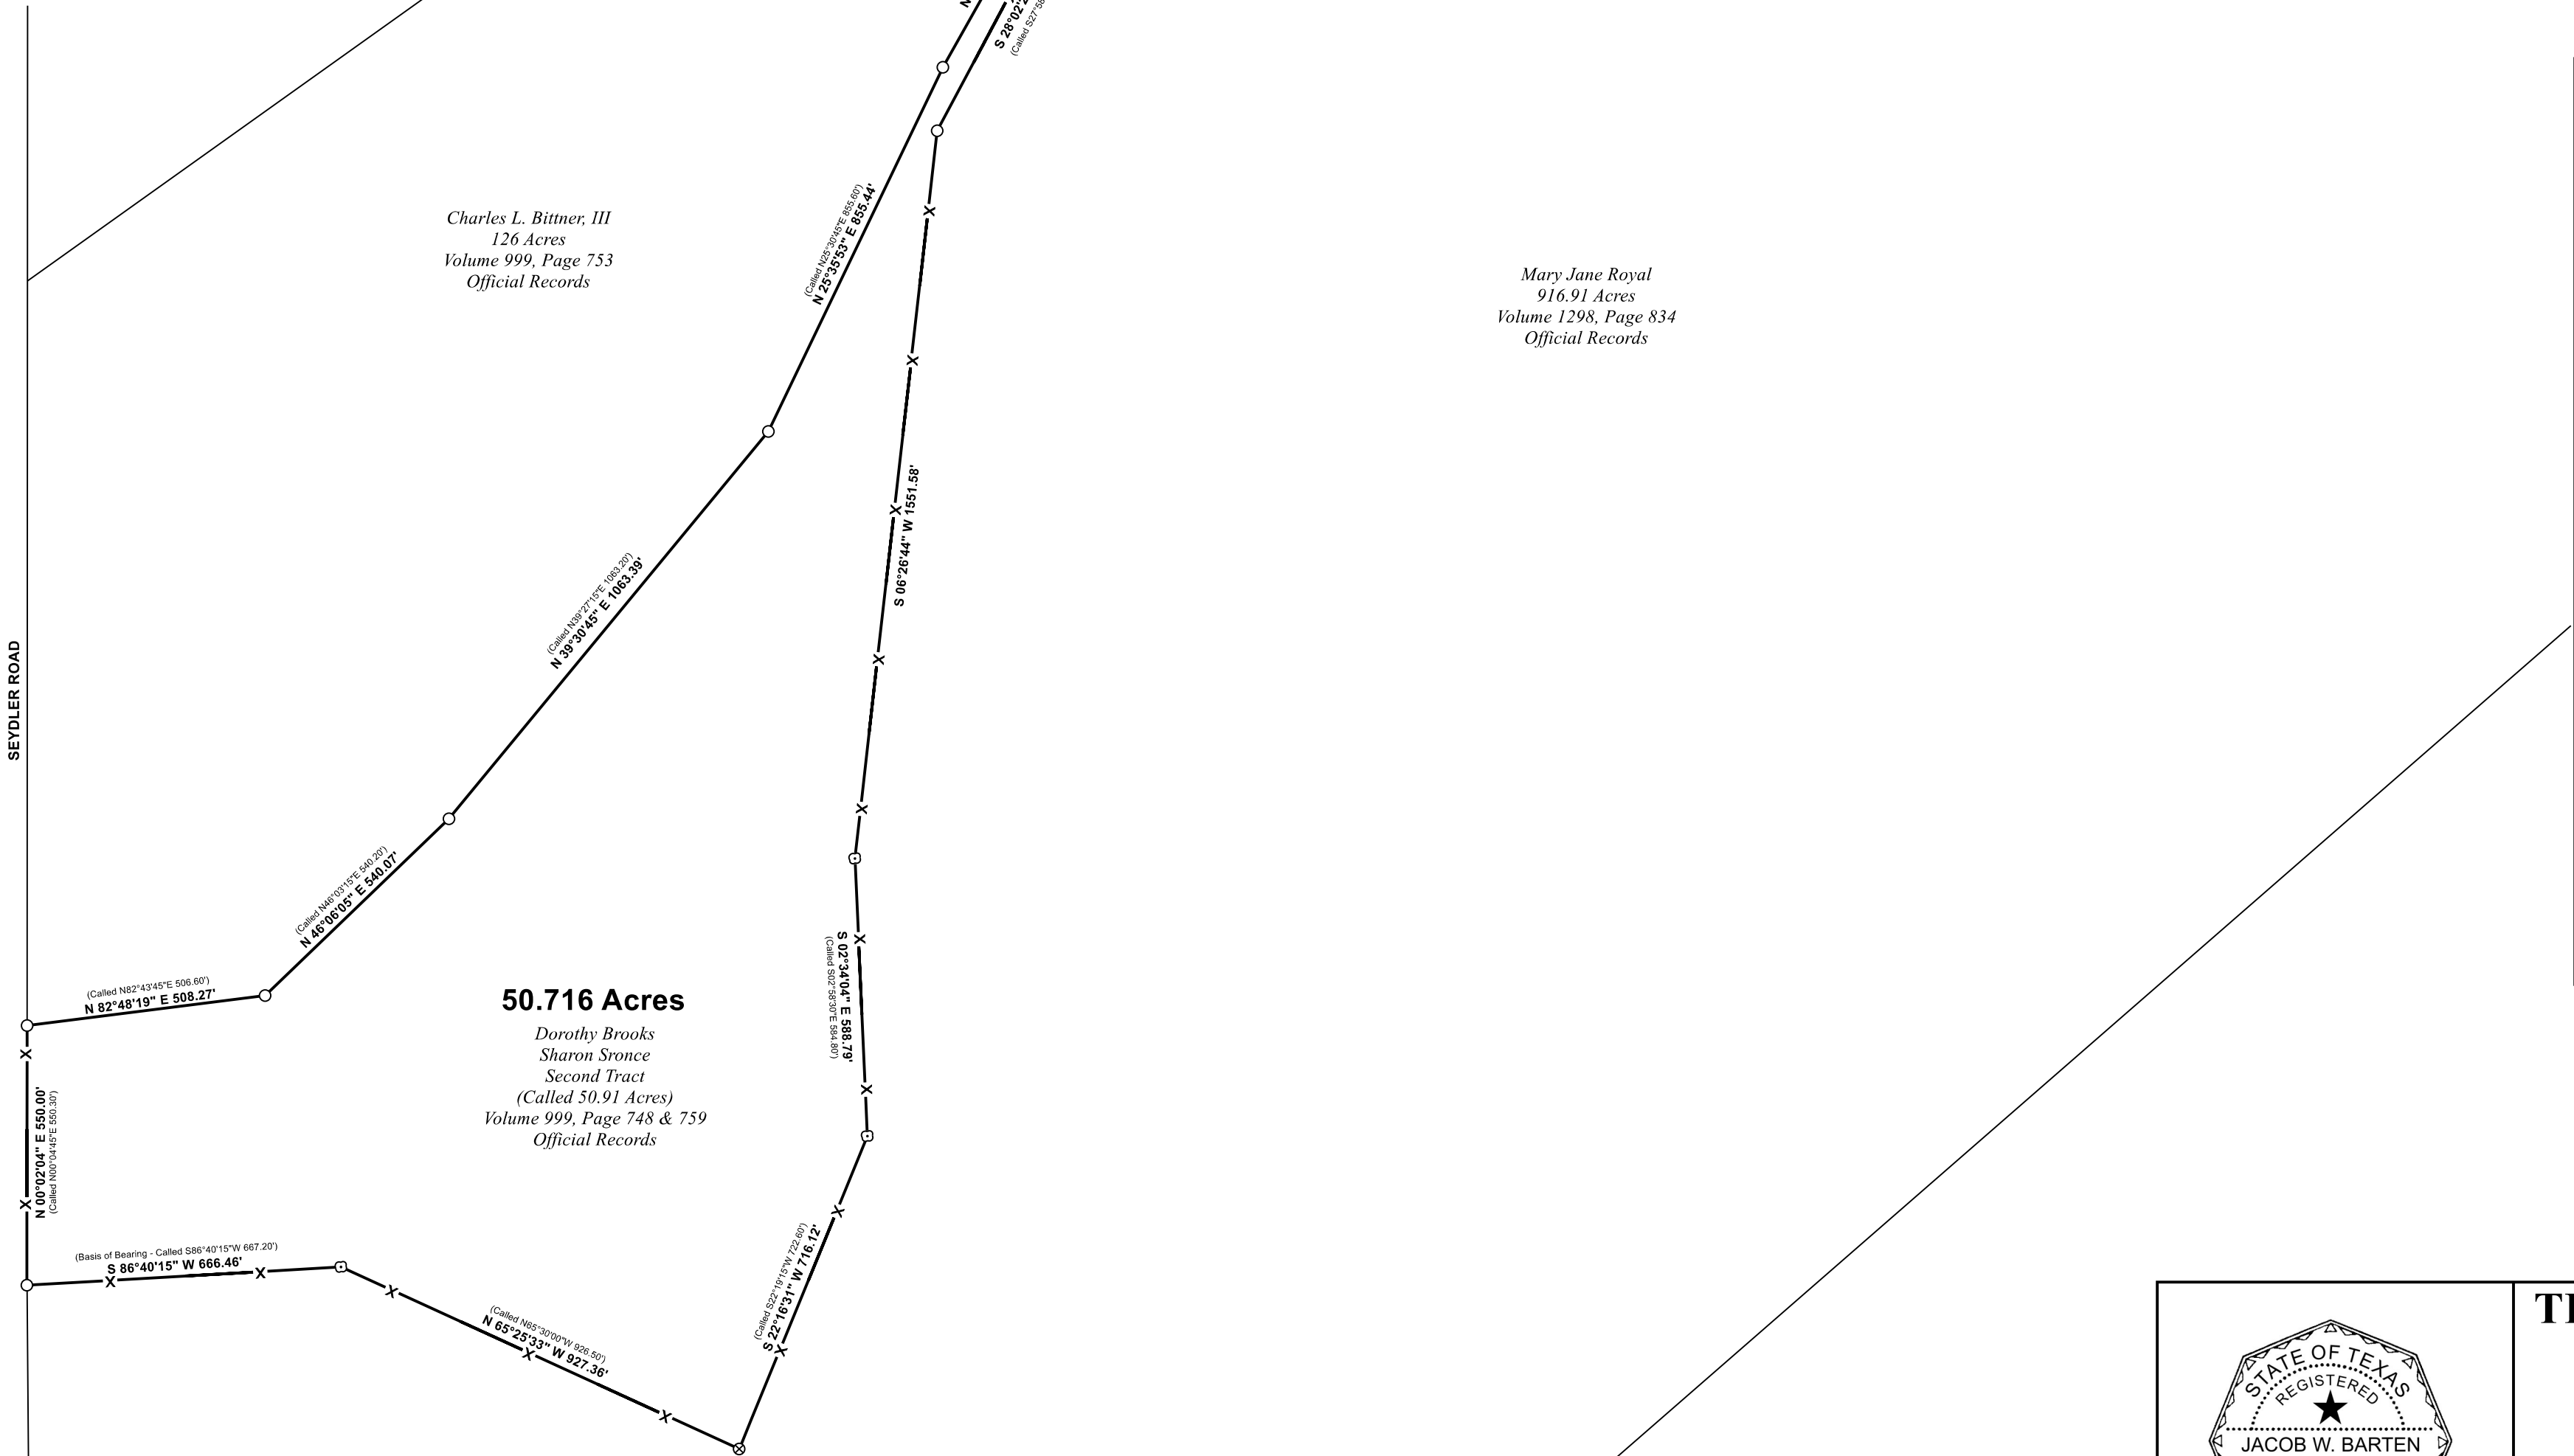 S 28°02'2
(Called S27°58
N
Charles L. Bittner, III
126 Acres
Volume 999, Page 753
Official Records
(Called N25°30'45"E 855.60')
N 25°35'53" E 855.44'
Mary Jane Royal
916.91 Acres
Volume 1298, Page 834
Official Records
S 06°26'44" W 1551.58'
(Called N39°27'15"E 1063.20')
N 39°30'45" E 1063.39'
SEYDLER ROAD
(Called N46°03'15"E 540.20')
N 46°06'05" E 540.07'
(Called N82°43'45"E 506.60')
N 82°48'19" E 508.27'
50.716 Acres
Dorothy Brooks
Sharon Sronce
Second Tract
(Called 50.91 Acres)
Volume 999, Page 748 & 759
Official Records
S 02°34'04" E 588.79'
(Called S02°58'30"E 584.80')
N 00°02'04" E 550.00'
(Called N00°04'45"E 550.30')
(Basis of Bearing - Called S86°40'15"W 667.20')
S 86°40'15" W 666.46'
(Called N65°30'00"W 926.50')
N 65°25'33" W 927.36'
(Called S22°19'15"W 722.60')
S 22°16'31" W 716.12'
STATE OF TEXAS
REGISTERED
JACOB W. BARTEN